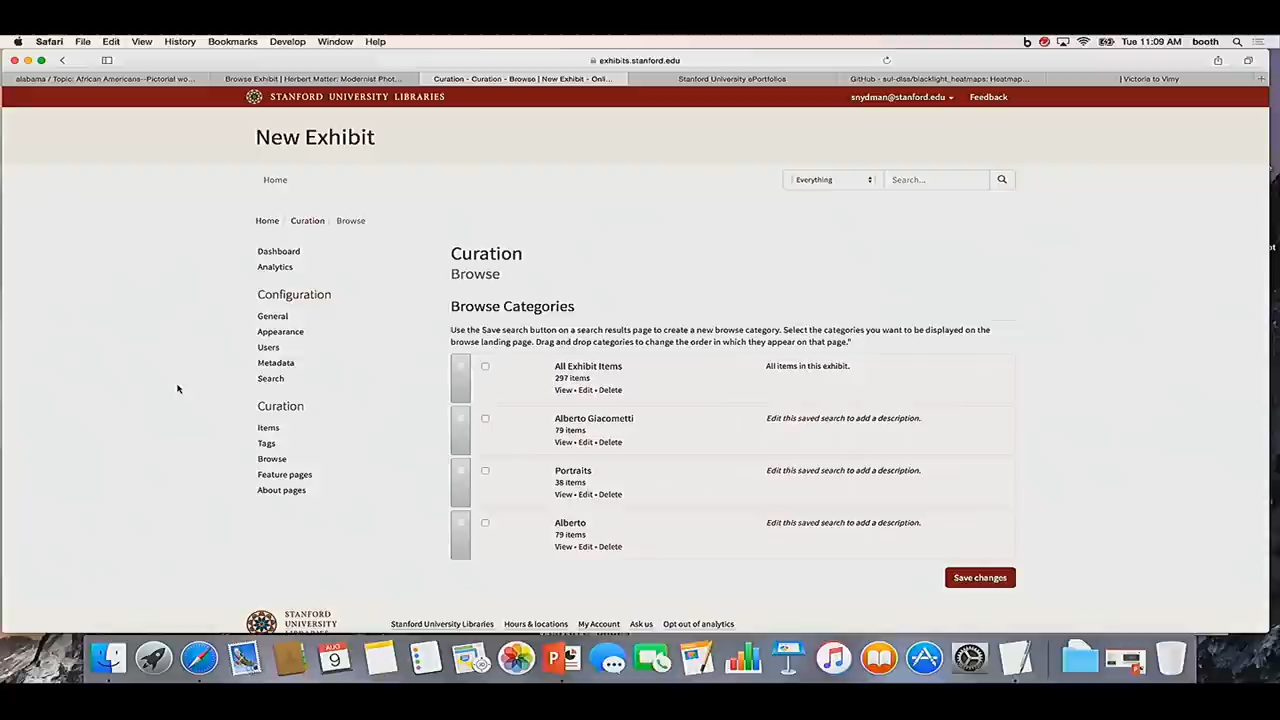 Safari File Edit View History Bookmarks Develop Window Help
Tue 11:09 AM booth
exhibits.stanford.edu
alabama / Topic: African Americans--Pictorial wo...
Browse Exhibit | Herbert Matter: Modernist Phot...
Curation - Curation - Browse | New Exhibit - Onli...
Stanford University ePortfolios
GitHub - sul-dlss/blacklight_heatmaps: Heatmap...
| Victoria to Vimy
STANFORD UNIVERSITY LIBRARIES
snydman@stanford.edu
Feedback
New Exhibit
Home
Everything
Search...
Home Curation Browse
Dashboard
Analytics
Configuration
General
Appearance
Users
Metadata
Search
Curation
Items
Tags
Browse
Feature pages
About pages
Curation
Browse
Browse Categories
Use the Save search button on a search results page to create a new browse category. Select the categories you want to be displayed on the
browse landing page. Drag and drop categories to change the order in which they appear on that page."
All Exhibit Items
297 items
View • Edit • Delete
All items in this exhibit.
Alberto Giacometti
79 items
View • Edit • Delete
Edit this saved search to add a description.
Portraits
38 items
View • Edit • Delete
Edit this saved search to add a description.
Alberto
79 items
View • Edit • Delete
Edit this saved search to add a description.
Save changes
STANFORD
UNIVERSITY
LIBRARIES
Stanford University Libraries
Hours & locations
My Account
Ask us
Opt out of analytics
AUG
9